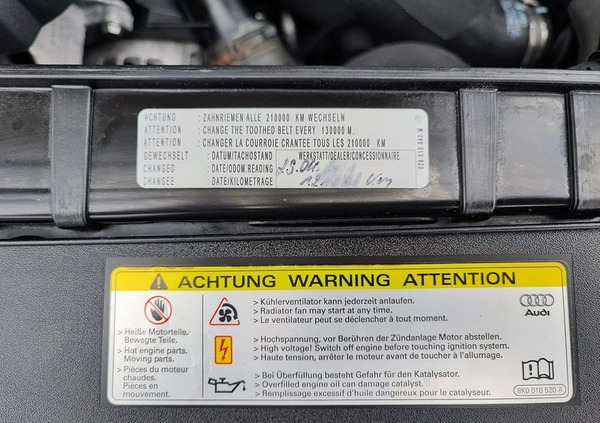 ACHTUNG : ZAHNRIEMEN ALLE 210000 KM WECHSELN
ATTENTION : CHANGE THE TOOTHED BELT EVERY 130000 M.
ATTENTION : CHANGER LA COURROIE CRANTEE TOUS LES 210000 KM
GEWECHSELT : DATUM/TACHOSTAND WERKSTATT/DEALER/CONCESSIONNAIRE
CHANGED : DATE/ODOM.READING
CHANGEE : DATE/KILOMETRAGE
ACHTUNG WARNING ATTENTION
> Heiße Motorteile.
Bewegte Teile.
> Hot engine parts.
Moving parts.
> Pièces du moteur
chaudes.
Pièces en
mouvement.
> Kühlerventilator kann jederzeit anlaufen.
> Radiator fan may start at any time.
> Le ventilateur peut se déclencher à tout moment.
> Hochspannung, vor Berühren der Zündanlage Motor abstellen.
> High voltage! Switch off engine before touching ignition system.
> Haute tension, arrêter le moteur avant de toucher à l'allumage.
> Bei Überfüllung besteht Gefahr für den Katalysator.
> Overfilled engine oil can damage catalyst.
> Remplissage excessif d'huile dangereux pour le catalyseur.
Audi
8K0 010 520 A